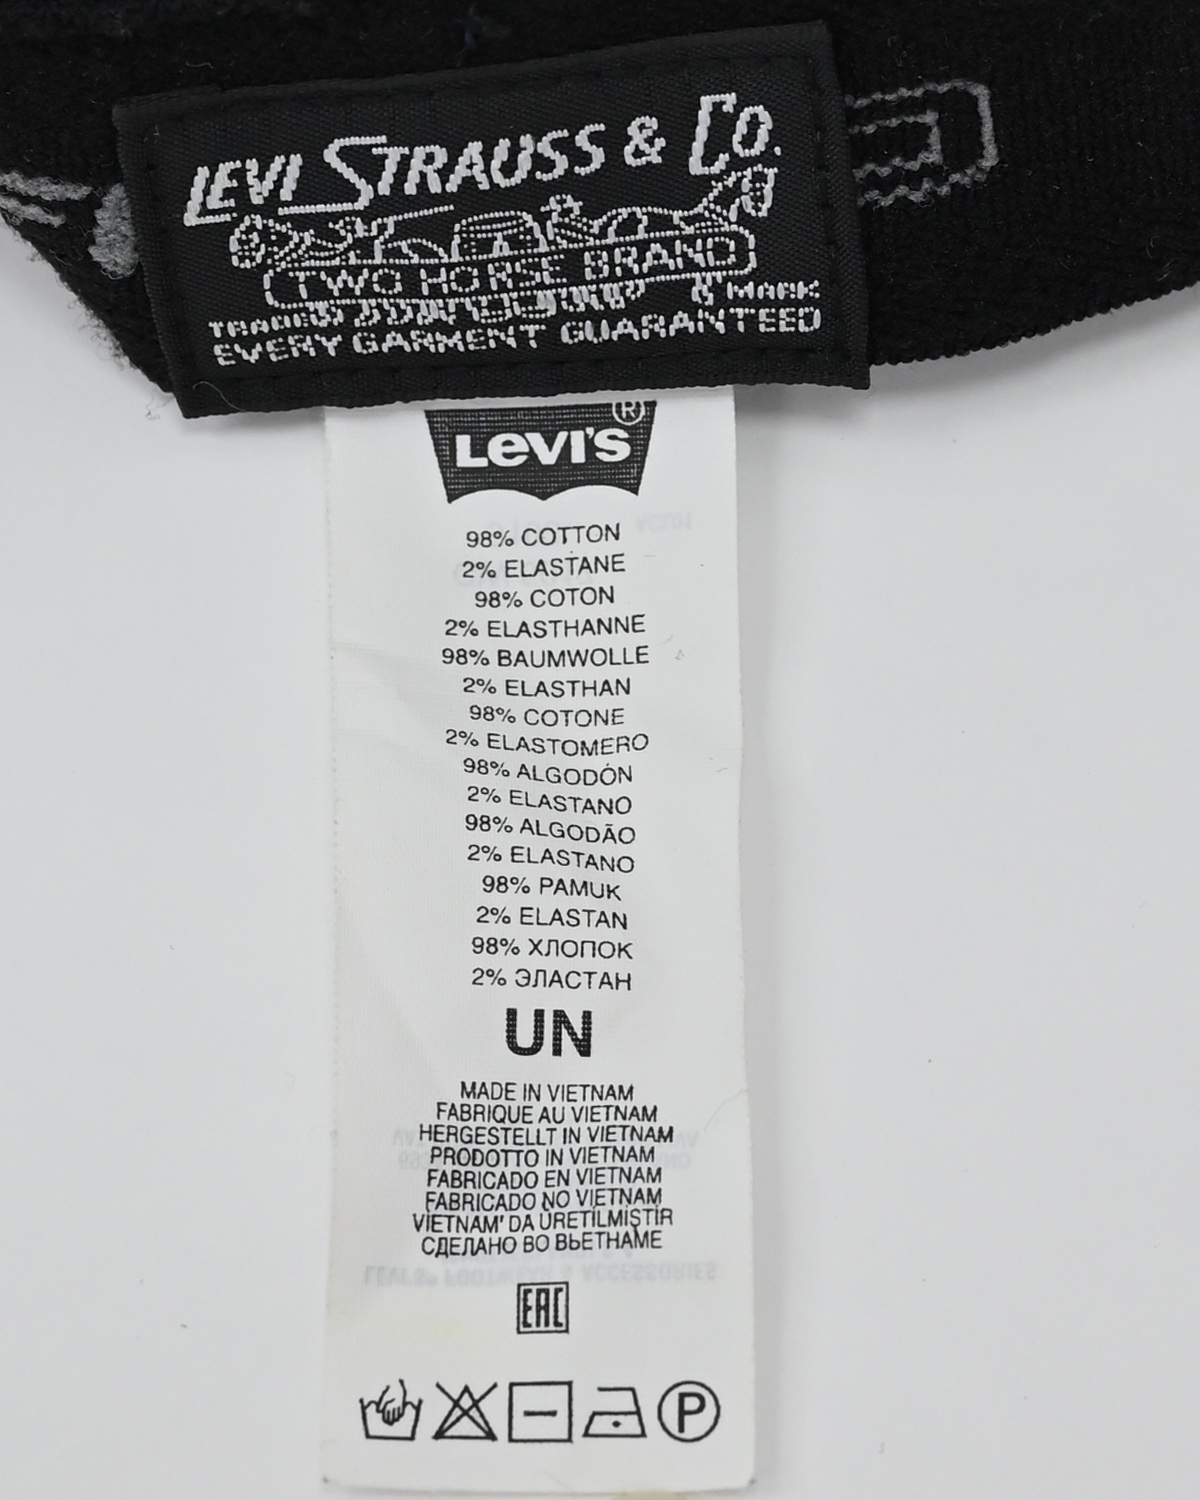 LEVI STRAUSS & CO.
TWO HORSE BRAND
MARK
EVERY GARMENT GUARANTEED
LEVI'S®
98% COTTON
2% ELASTANE
98% COTON
2% ELASTHANNE
98% BAUMWOLLE
2% ELASTHAN
98% COTONE
2% ELASTOMERO
98% ALGODÓN
2% ELASTANO
98% ALGODÃO
2% ELASTANO
98% PAMUK
2% ELASTAN
98% ХЛОПОК
2% ЭЛАСТАН
UN
MADE IN VIETNAM
FABRIQUE AU VIETNAM
HERGESTELLT IN VIETNAM
PRODOTTO IN VIETNAM
FABRICADO EN VIETNAM
FABRICADO NO VIETNAM
VİETNAM' DA ÜRETİLMİŞTİR
СДЕЛАНО ВО ВЬЕТНАМЕ
EAC
P